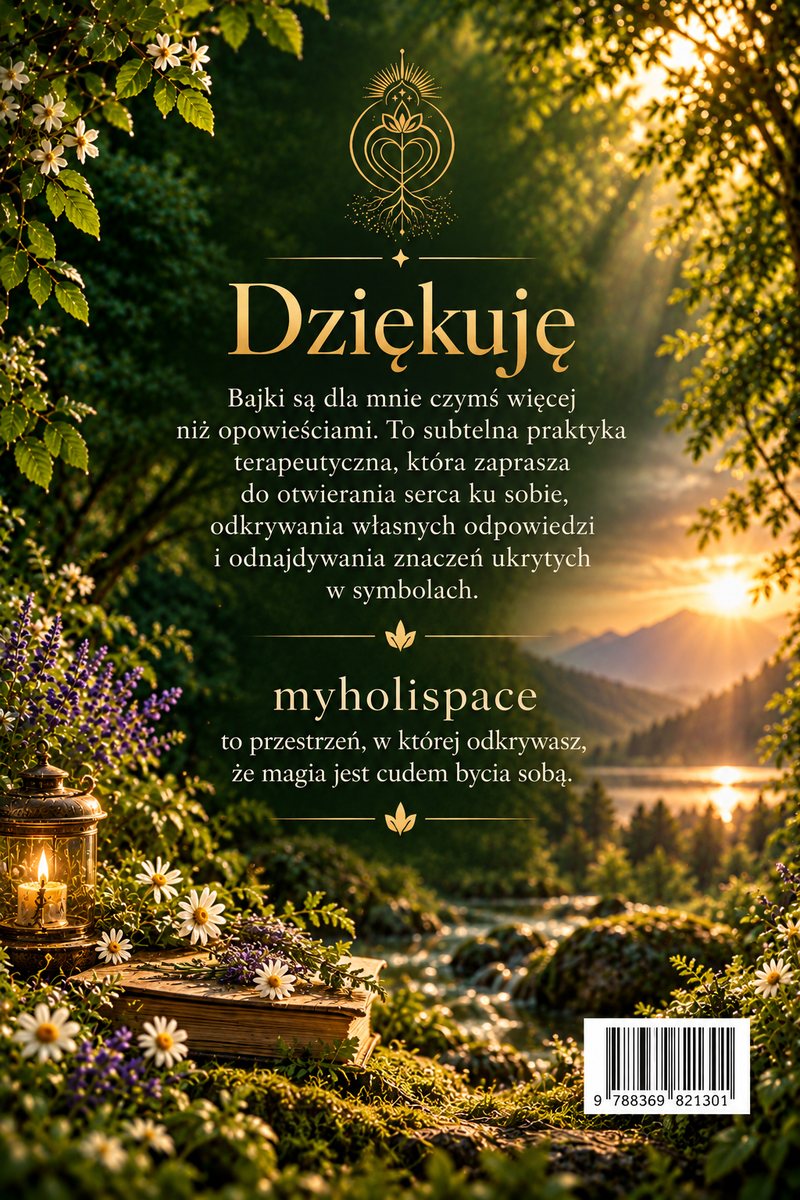 Dziękuję
Bajki są dla mnie czymś więcej
niż opowieściami. To subtelna praktyka
terapeutyczna, która zaprasza
do otwierania serca ku sobie,
odkrywania własnych odpowiedzi
i odnajdywania znaczeń ukrytych
w symbolach.
myholispace
to przestrzeń, w której odkrywasz,
że magia jest cudem bycia sobą.
9 788369 821301